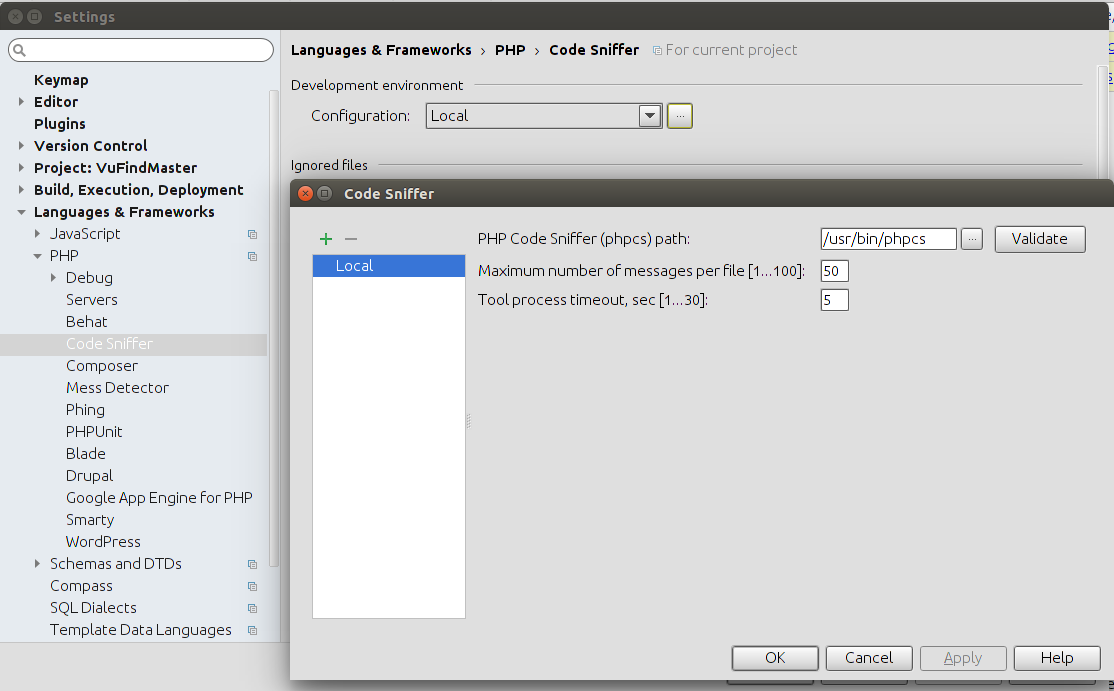 Settings
Languages & Frameworks › PHP › Code Sniffer For current project
Keymap
Editor
Plugins
Version Control
Project: VuFindMaster
Build, Execution, Deployment
Languages & Frameworks
JavaScript
PHP
Debug
Servers
Behat
Code Sniffer
Composer
Mess Detector
Phing
PHPUnit
Blade
Drupal
Google App Engine for PHP
Smarty
WordPress
Schemas and DTDs
Compass
SQL Dialects
Template Data Languages
Development environment
Configuration: Local ...
Ignored files
Code Sniffer
Local
PHP Code Sniffer (phpcs) path: /usr/bin/phpcs ... Validate
Maximum number of messages per file [1...100]: 50
Tool process timeout, sec [1...30]: 5
OK Cancel Apply Help